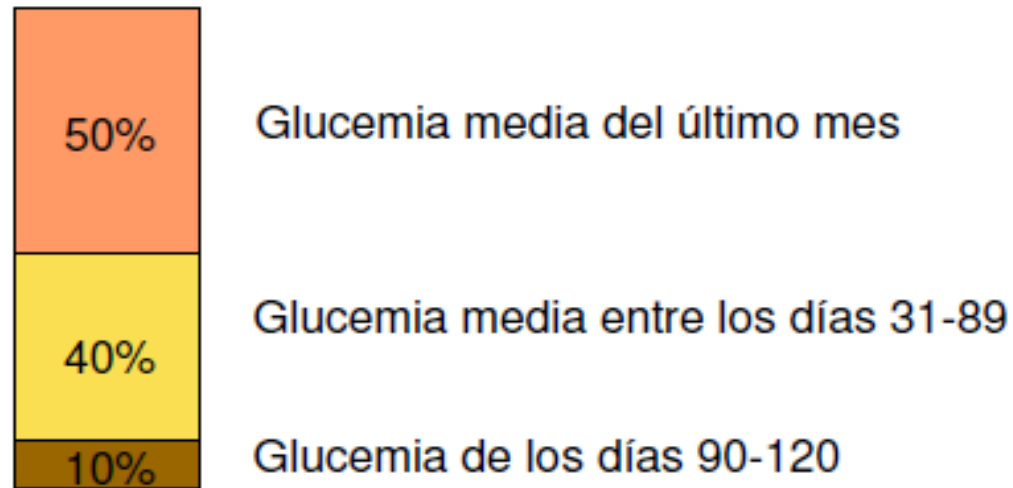 50% Glucemia media del último mes
40% Glucemia media entre los días 31-89
10% Glucemia de los días 90-120